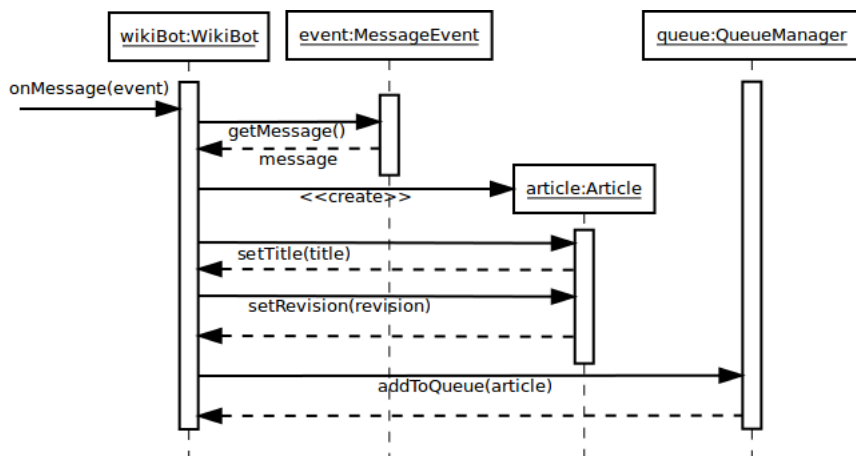 wikiBot:WikiBot
event:MessageEvent
queue:QueueManager
onMessage(event)
getMessage()
message
<<create>>
article:Article
setTitle(title)
setRevision(revision)
addToQueue(article)